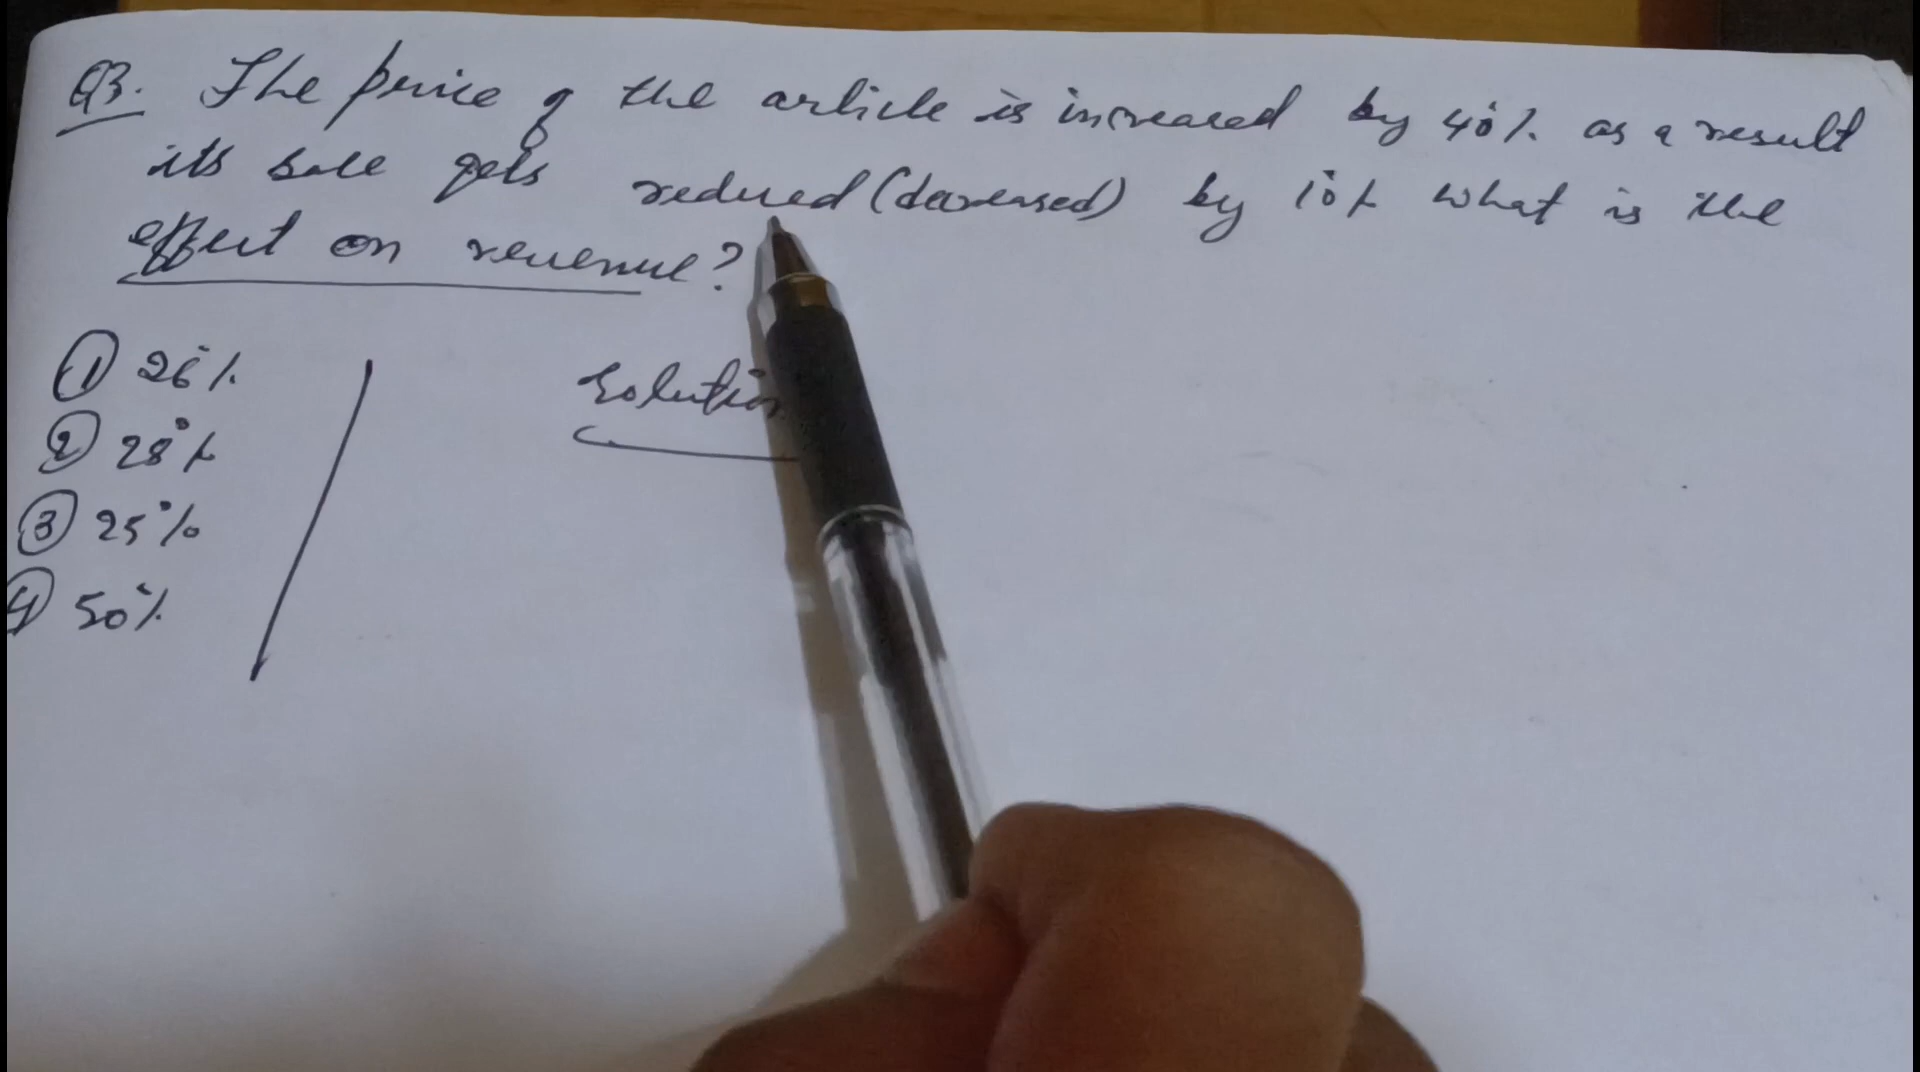 Q3. The price of the article is increased by 40% as a result
its sale gets reduced (decreased) by 10% what is the
effect on revenue?
① 26%
② 28%
③ 25%
④ 50%
Solution